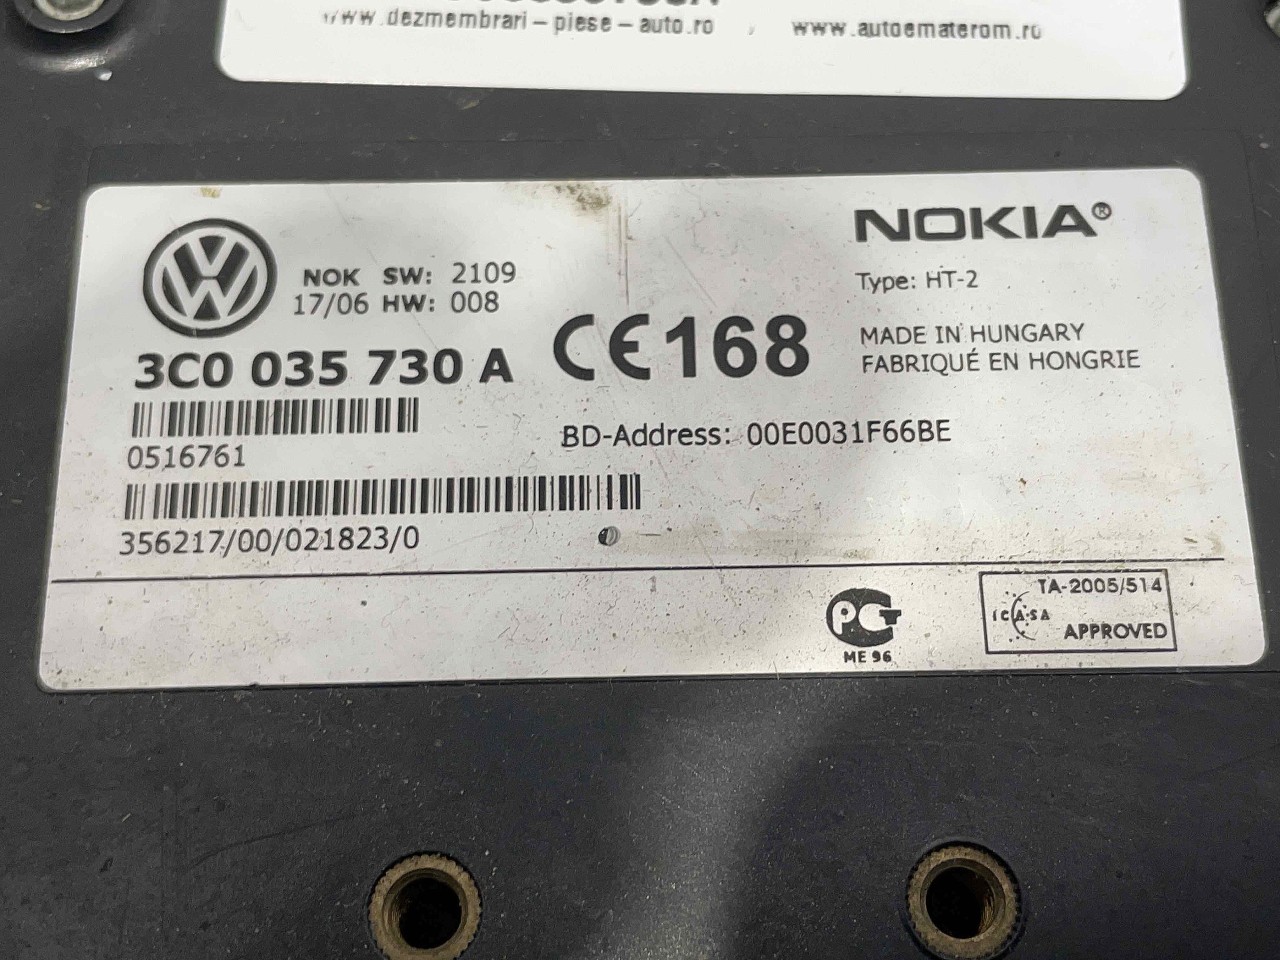 www.dezmembrari-piese-auto.ro , www.autoematerom.ro
NOKIA®
NOK SW: 2109
17/06 HW: 008
Type: HT-2
3C0 035 730 A
CE168
MADE IN HUNGARY
FABRIQUÉ EN HONGRIE
0516761
BD-Address: 00E0031F66BE
356217/00/021823/0
TA-2005/514
ICASA
APPROVED
PCT
ME 96